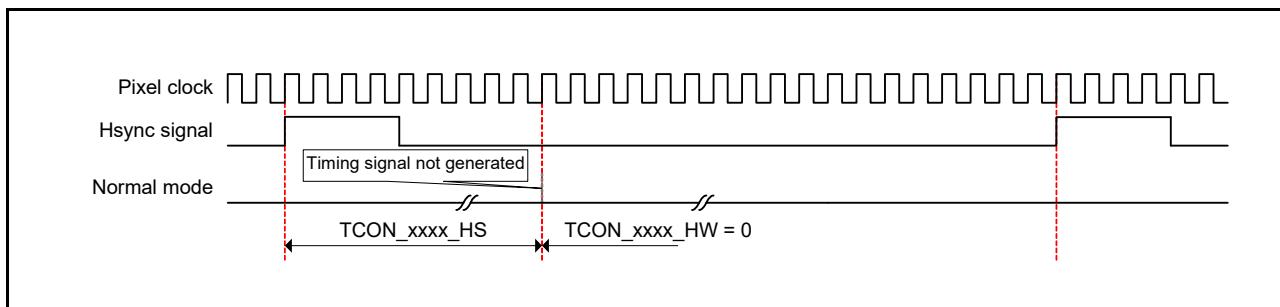 Pixel clock
Hsync signal
Timing signal not generated
Normal mode
TCON_xxxx_HS
TCON_xxxx_HW = 0